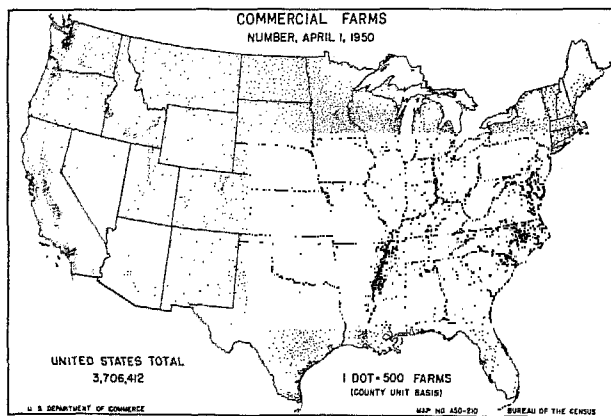 COMMERCIAL FARMS
NUMBER, APRIL 1, 1950
UNITED STATES TOTAL
3,706,412
1 DOT=500 FARMS
(COUNTY UNIT BASIS)
U. S. DEPARTMENT OF COMMERCE
MAP NO A50-210
BUREAU OF THE CENSUS